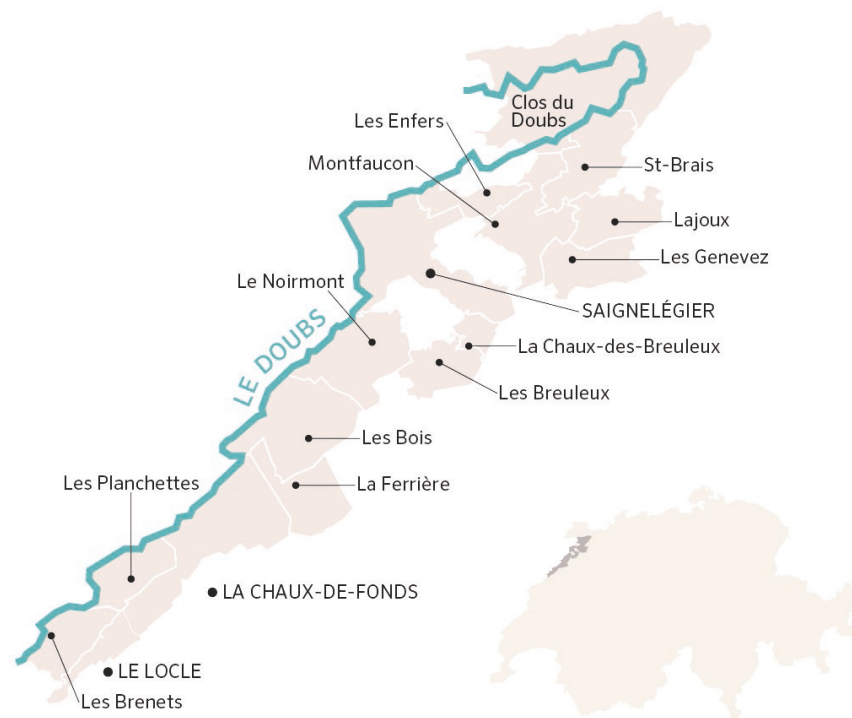 Clos du
Doubs
Les Enfers
Montfaucon
St-Brais
Lajoux
Les Genevez
Le Noirmont
SAIGNELÉGIER
LE DOUBS
La Chaux-des-Breuleux
Les Breuleux
Les Bois
Les Planchettes
La Ferrière
LA CHAUX-DE-FONDS
LE LOCLE
Les Brenets